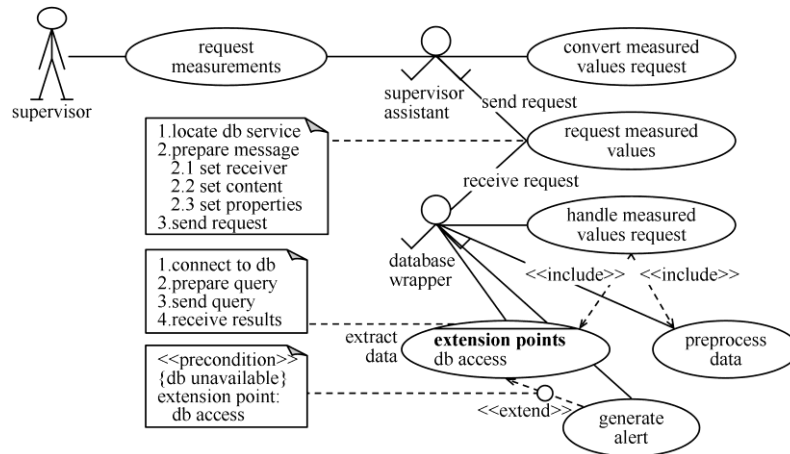 request
measurements
convert measured
values request
supervisor
supervisor
assistant
send request
1.locate db service
2.prepare message
2.1 set receiver
2.2 set content
2.3 set properties
3.send request
request measured
values
receive request
handle measured
values request
database
wrapper
<<include>>
<<include>>
1.connect to db
2.prepare query
3.send query
4.receive results
extract
data
extension points
db access
preprocess
data
<<precondition>>
{db unavailable}
extension point:
db access
<<extend>>
generate
alert